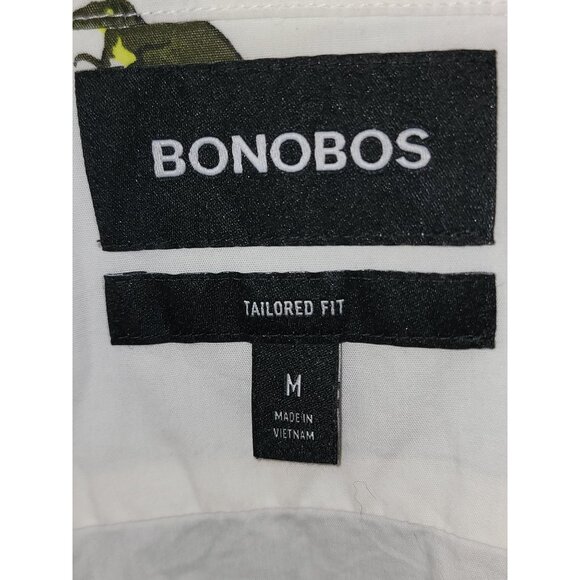 BONOBOS
TAILORED FIT
M
MADE IN
VIETNAM